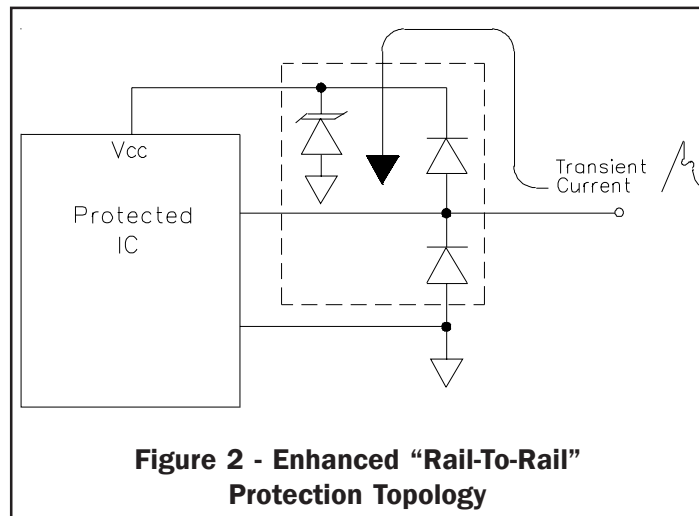 Vcc
Protected
IC
Transient
Current
Figure 2 - Enhanced “Rail-To-Rail”
Protection Topology